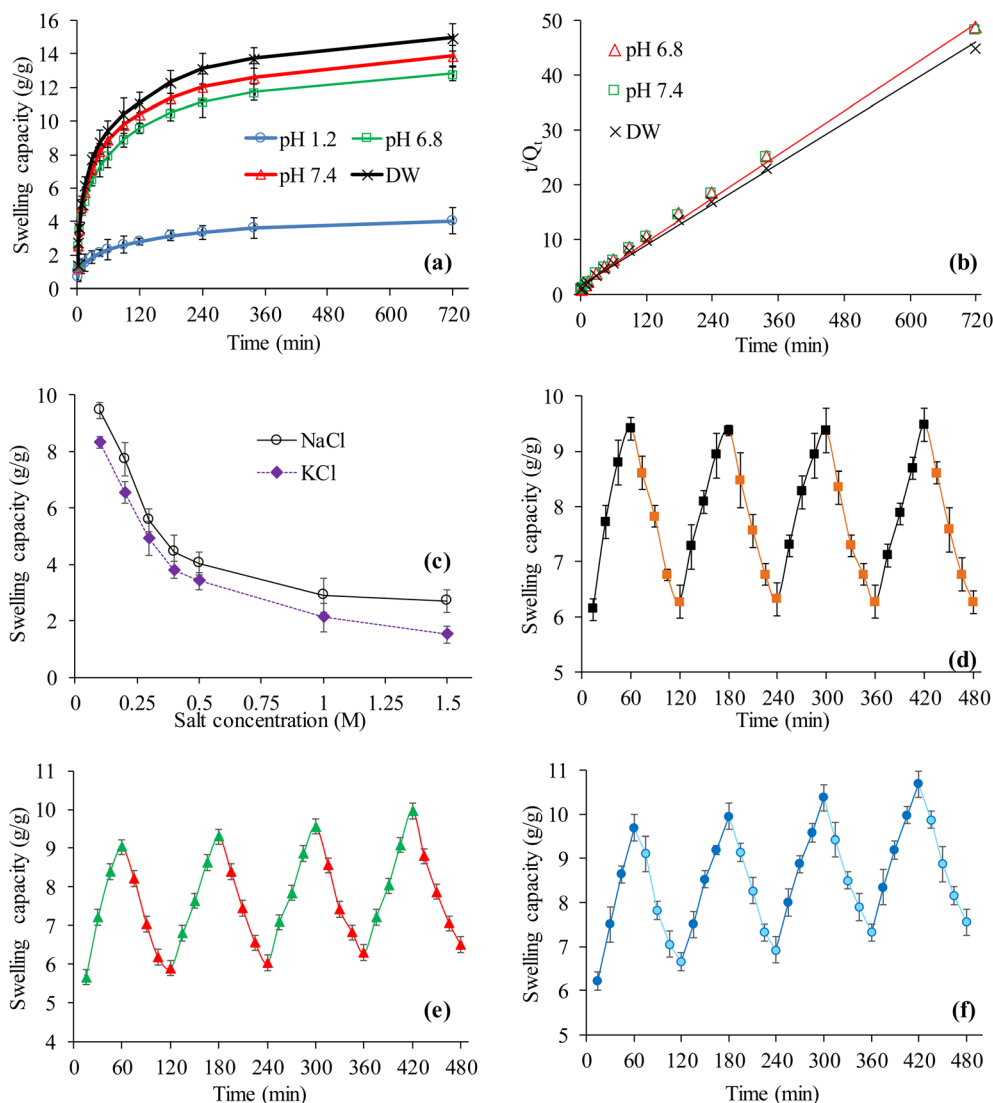 16
14
12
10
8
6
4
2
0
Swelling capacity (g/g)
pH 1.2
pH 6.8
pH 7.4
DW
(a)
0 60 120 180 240 300 360 420 480 540 600 660 720
Time (min)
50
40
30
20
10
0
t/Qt
pH 6.8
pH 7.4
DW
(b)
0 120 240 360 480 600 720
Time (min)
10
8
6
4
2
0
Swelling capacity (g/g)
NaCl
KCl
(c)
0 0.25 0.5 0.75 1 1.25 1.5
Salt concentration (M)
10
9
8
7
6
5
Swelling capacity (g/g)
(d)
0 60 120 180 240 300 360 420 480
Time (min)
11
10
9
8
7
6
5
4
Swelling capacity (g/g)
(e)
0 60 120 180 240 300 360 420 480
Time (min)
11
10
9
8
7
6
5
Swelling capacity (g/g)
(f)
0 60 120 180 240 300 360 420 480
Time (min)